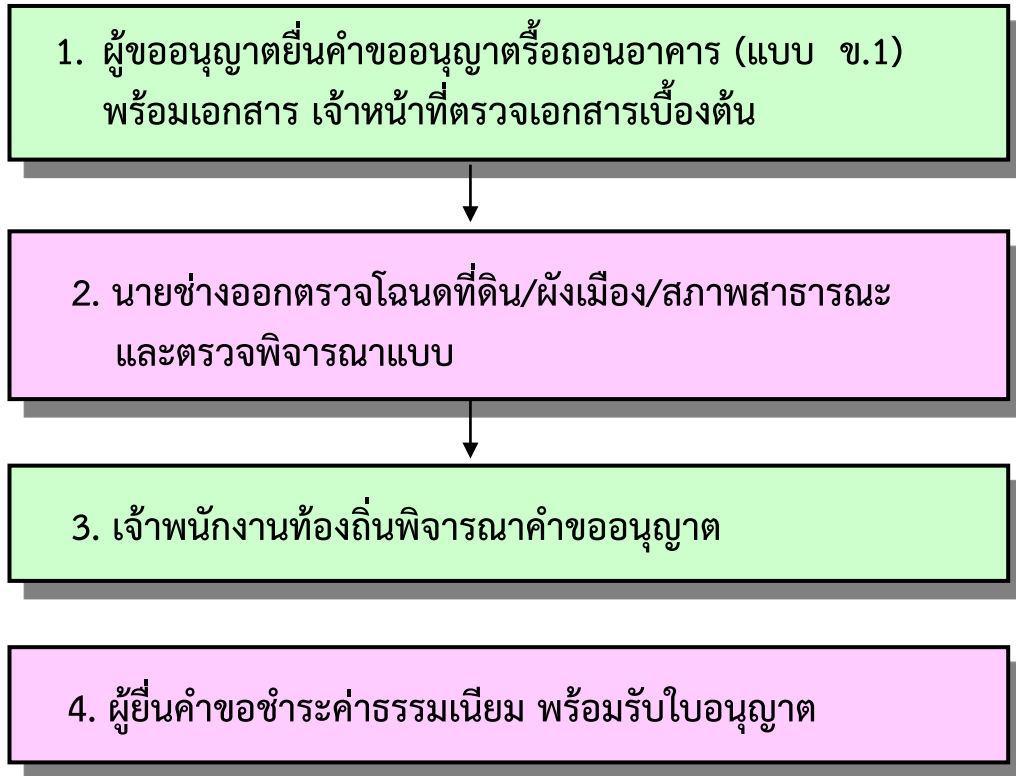 1. ผู้ขออนุญาตยื่นคำขออนุญาตรื้อถอนอาคาร (แบบ ข.1)
พร้อมเอกสาร เจ้าหน้าที่ตรวจเอกสารเบื้องต้น
2. นายช่างออกตรวจโฉนดที่ดิน/ผังเมือง/สภาพสาธารณะ
และตรวจพิจารณาแบบ
3. เจ้าพนักงานท้องถิ่นพิจารณาคำขออนุญาต
4. ผู้ยื่นคำขอชำระค่าธรรมเนียม พร้อมรับใบอนุญาต